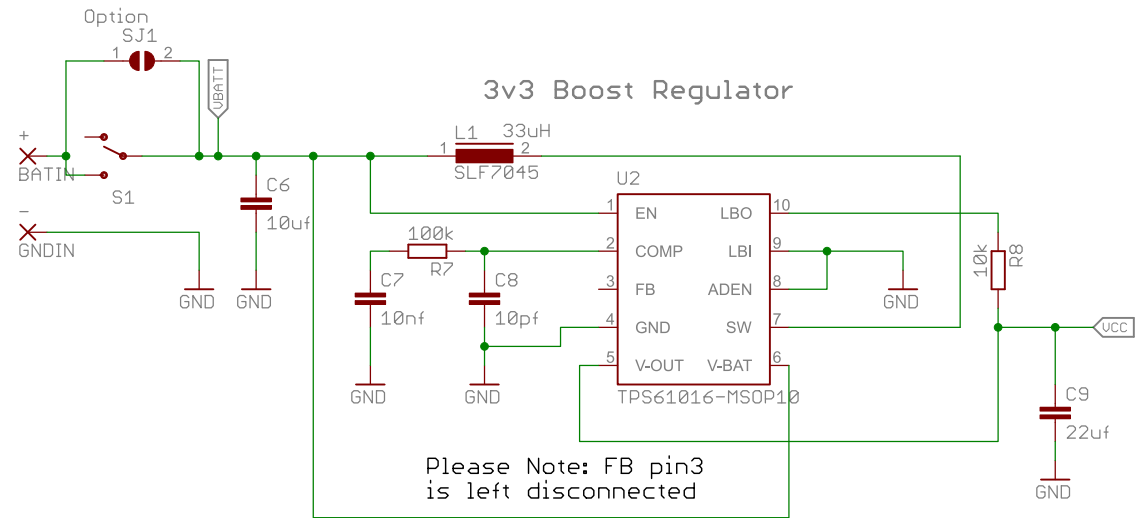 Option
SJ1
1 2
VBATT
3v3 Boost Regulator
+
BATIN
S1
-
GNDIN
GND
C6
10uf
GND
L1 33uH
1 2
SLF7045
U2
1 EN
2 COMP
3 FB
4 GND
5 V-OUT
LBO 10
LBI 9
ADEN 8
SW 7
V-BAT 6
TPS61016-MSOP10
100k
R7
C7
10nf
GND
C8
10pf
GND
GND
10k
R8
VCC
C9
22uf
GND
Please Note: FB pin3
is left disconnected